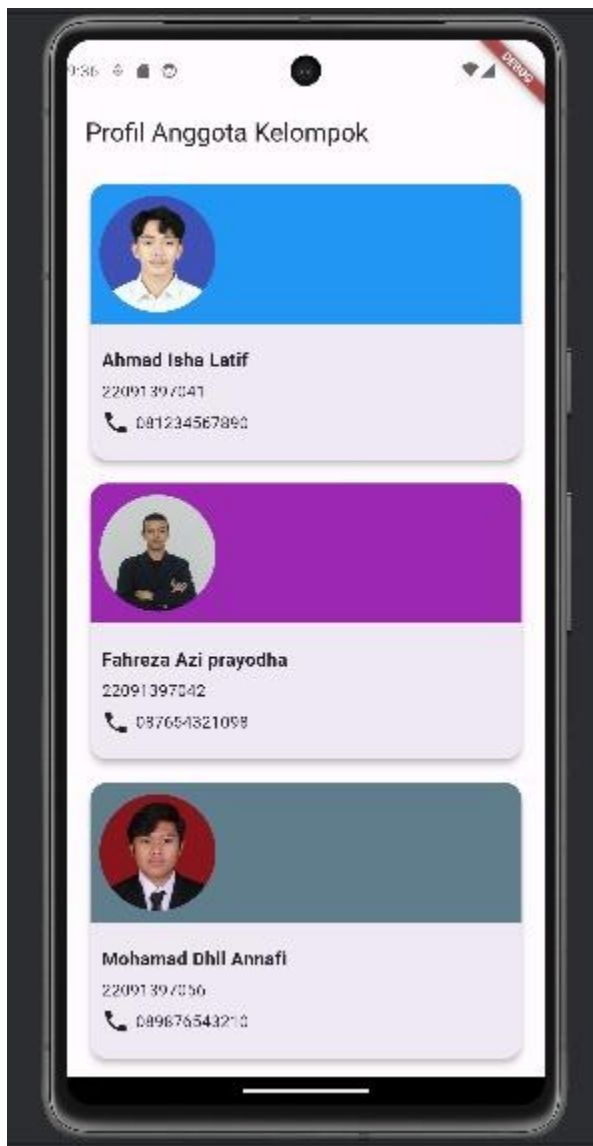 9:36
DEBUG
Profil Anggota Kelompok
Ahmad Isha Latif
22091397041
081234567890
Fahreza Azi prayodha
22091397042
087654321098
Mohamad Dhil Annafi
22091397056
089876543210